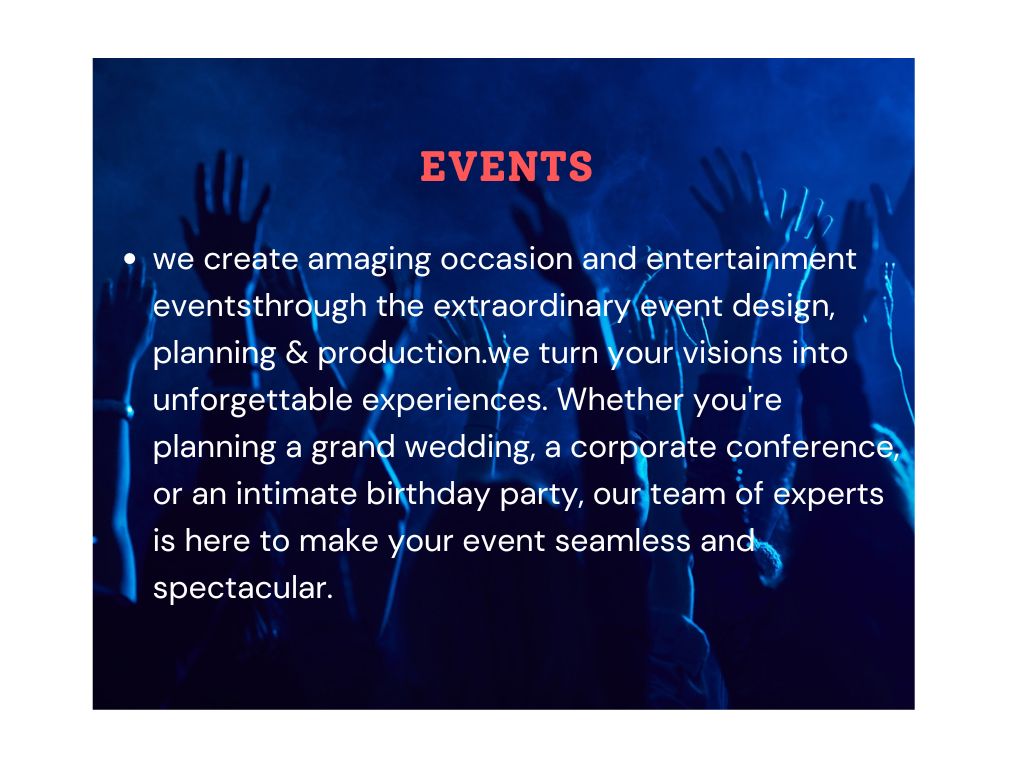 EVENTS
• we create amaging occasion and entertainment
eventsthrough the extraordinary event design,
planning & production.we turn your visions into
unforgettable experiences. Whether you're
planning a grand wedding, a corporate conference,
or an intimate birthday party, our team of experts
is here to make your event seamless and
spectacular.